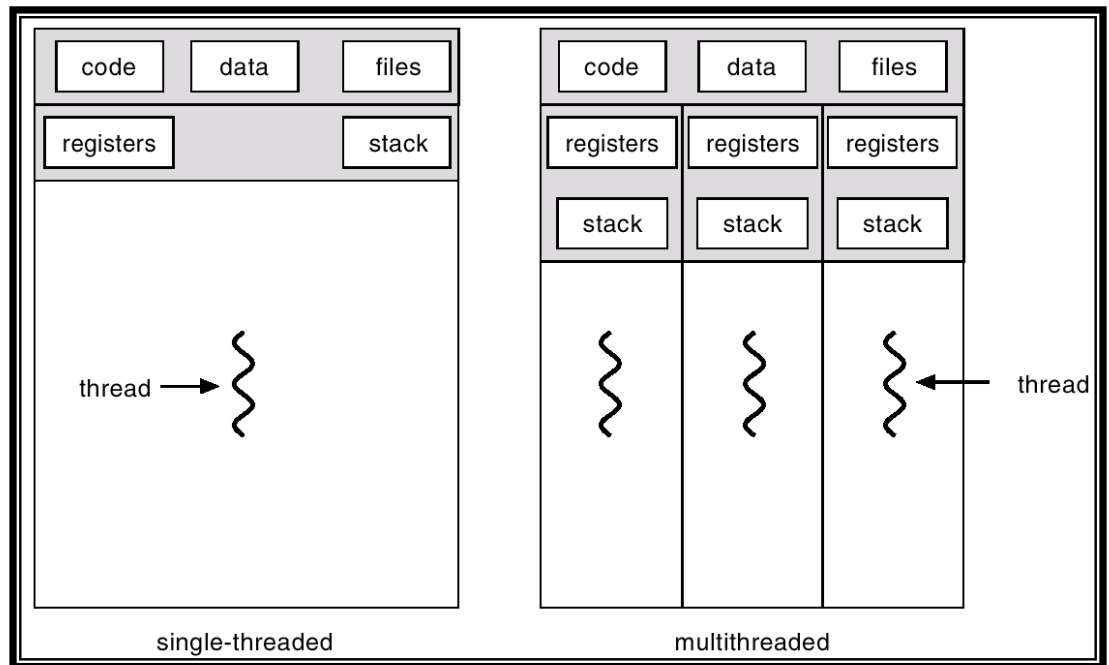 code data files code data files
registers stack registers registers registers
stack stack stack
thread thread
single-threaded multithreaded